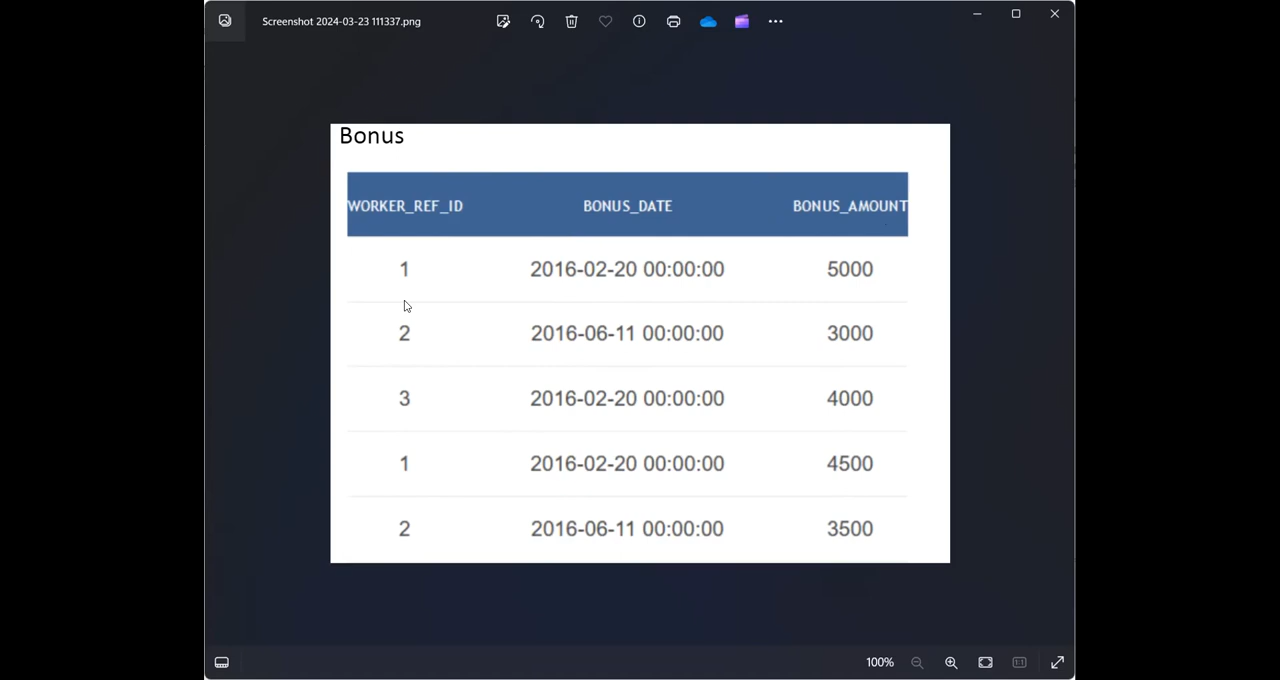 Screenshot 2024-03-23 111337.png
Bonus
WORKER_REF_ID BONUS_DATE BONUS_AMOUNT
1 2016-02-20 00:00:00 5000
2 2016-06-11 00:00:00 3000
3 2016-02-20 00:00:00 4000
1 2016-02-20 00:00:00 4500
2 2016-06-11 00:00:00 3500
100% 1:1